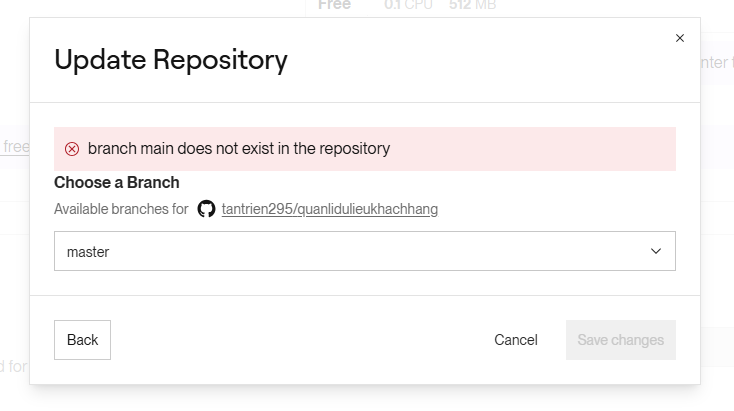 Free 0.1 CPU 512 MB
Update Repository
nter t
branch main does not exist in the repository
free
Choose a Branch
Available branches for tantrien295/quanlidulieukhachhang
master
Back Cancel Save changes
d for